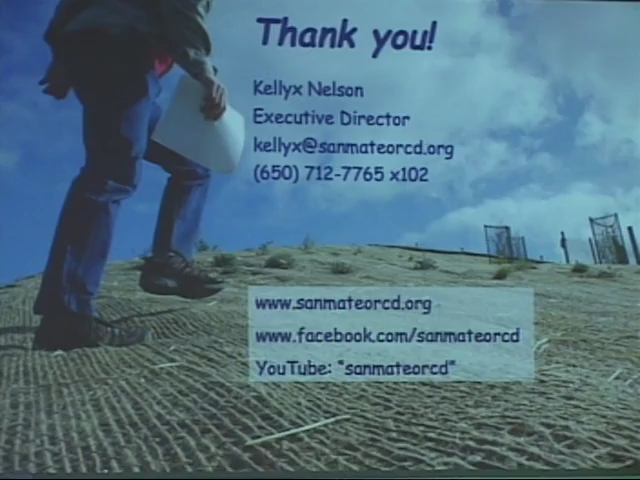 Thank you!
Kellyx Nelson
Executive Director
kellyx@sanmateorcd.org
(650) 712-7765 x102
www.sanmateorcd.org
www.facebook.com/sanmateorcd
YouTube: "sanmateorcd"